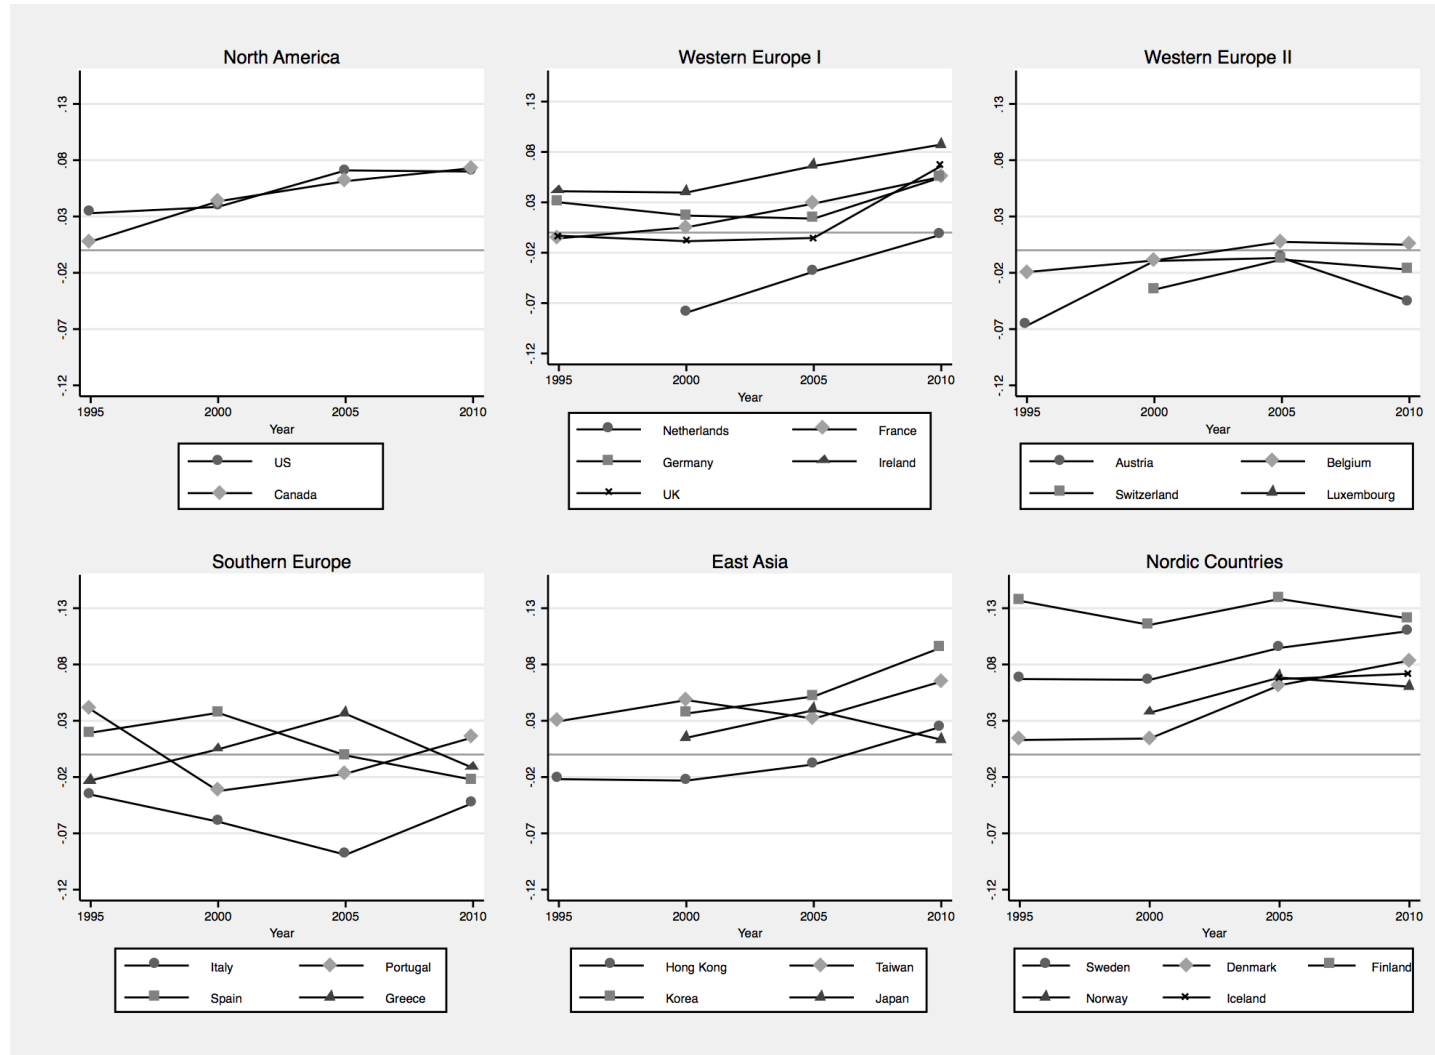 North America
.13
.08
.03
-.02
-.07
-.12
1995 2000 2005 2010
Year
US
Canada
Western Europe I
.13
.08
.03
-.02
-.07
-.12
1995 2000 2005 2010
Year
Netherlands France
Germany Ireland
UK
Western Europe II
.13
.08
.03
-.02
-.07
-.12
1995 2000 2005 2010
Year
Austria Belgium
Switzerland Luxembourg
Southern Europe
.13
.08
.03
-.02
-.07
-.12
1995 2000 2005 2010
Year
Italy Portugal
Spain Greece
East Asia
.13
.08
.03
-.02
-.07
-.12
1995 2000 2005 2010
Year
Hong Kong Taiwan
Korea Japan
Nordic Countries
.13
.08
.03
-.02
-.07
-.12
1995 2000 2005 2010
Year
Sweden Denmark Finland
Norway Iceland